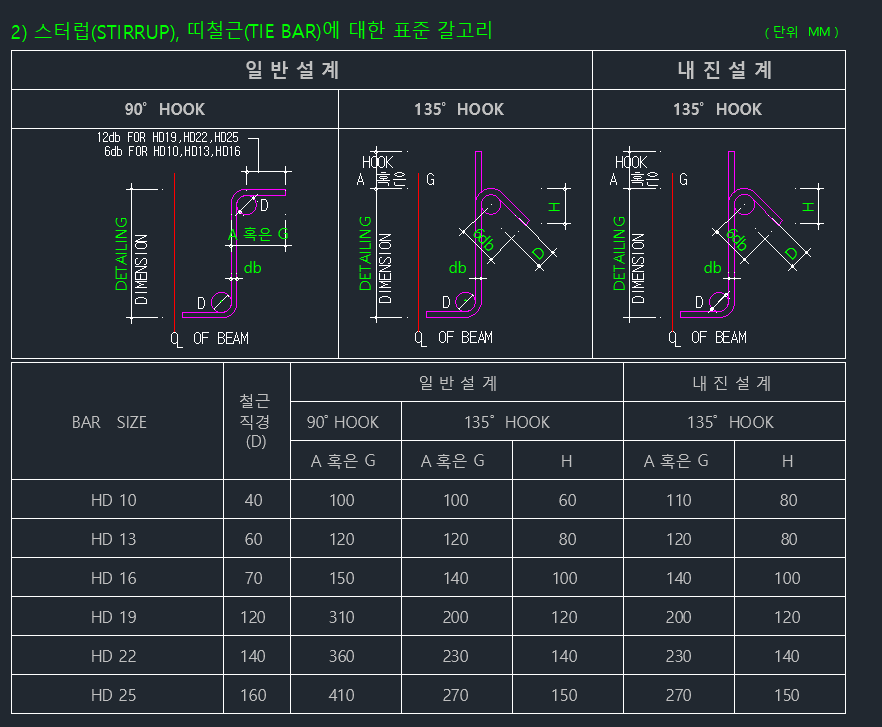 2) 스터럽(STIRRUP), 띠철근(TIE BAR)에 대한 표준 갈고리
( 단위 MM )
일 반 설 계 내 진 설 계
90° HOOK 135° HOOK 135° HOOK
12db FOR HD19,HD22,HD25
6db FOR HD10,HD13,HD16
DETAILING
DIMENSION
D
A 혹은 G
db
D
CL OF BEAM
HOOK
A 혹은 G
DETAILING
DIMENSION
6db
H
D
db
D
CL OF BEAM
HOOK
A 혹은 G
DETAILING
DIMENSION
6db
H
D
db
D
CL OF BEAM
BAR SIZE 철근 직경 (D) 일 반 설 계 내 진 설 계
90° HOOK 135° HOOK 135° HOOK
A 혹은 G A 혹은 G H A 혹은 G H
HD 10 40 100 100 60 110 80
HD 13 60 120 120 80 120 80
HD 16 70 150 140 100 140 100
HD 19 120 310 200 120 200 120
HD 22 140 360 230 140 230 140
HD 25 160 410 270 150 270 150